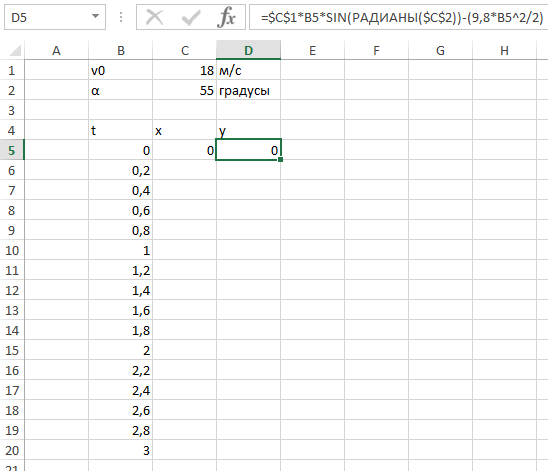 D5 fx =$C$1*B5*SIN(РАДИАНЫ($C$2))-(9,8*B5^2/2)
A B C D E F G H
1 v0 18 м/с
2 α 55 градусы
3
4 t x y
5 0 0 0
6 0,2
7 0,4
8 0,6
9 0,8
10 1
11 1,2
12 1,4
13 1,6
14 1,8
15 2
16 2,2
17 2,4
18 2,6
19 2,8
20 3
21